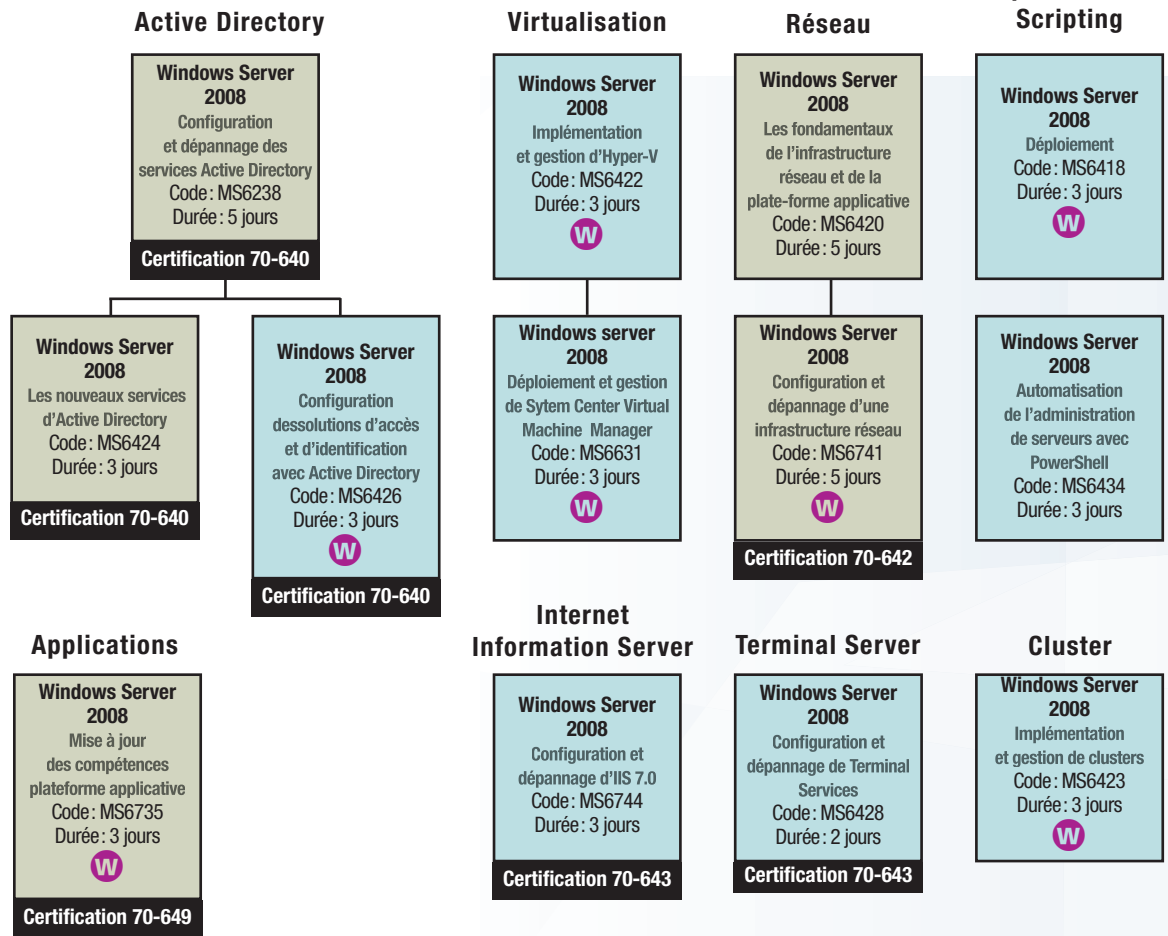 Active Directory
Windows Server
2008
Configuration
et dépannage des
services Active Directory
Code : MS6238
Durée : 5 jours
Certification 70-640
Windows Server
2008
Les nouveaux services
d'Active Directory
Code : MS6424
Durée : 3 jours
Certification 70-640
Windows Server
2008
Configuration
dessolutions d'accès
et d'identification
avec Active Directory
Code : MS6426
Durée : 3 jours
W
Certification 70-640
Virtualisation
Windows Server
2008
Implémentation
et gestion d'Hyper-V
Code : MS6422
Durée : 3 jours
W
Windows server
2008
Déploiement et gestion
de Sytem Center Virtual
Machine Manager
Code : MS6631
Durée : 3 jours
W
Réseau
Windows Server
2008
Les fondamentaux
de l'infrastructure
réseau et de la
plate-forme applicative
Code : MS6420
Durée : 5 jours
Windows Server
2008
Configuration et
dépannage d'une
infrastructure réseau
Code : MS6741
Durée : 5 jours
W
Certification 70-642
Scripting
Windows Server
2008
Déploiement
Code : MS6418
Durée : 3 jours
W
Windows Server
2008
Automatisation
de l'administration
de serveurs avec
PowerShell
Code : MS6434
Durée : 3 jours
Applications
Windows Server
2008
Mise à jour
des compétences
plateforme applicative
Code : MS6735
Durée : 3 jours
W
Certification 70-649
Internet
Information Server
Windows Server
2008
Configuration et
dépannage d'IIS 7.0
Code : MS6744
Durée : 3 jours
Certification 70-643
Terminal Server
Windows Server
2008
Configuration et
dépannage de Terminal
Services
Code : MS6428
Durée : 2 jours
Certification 70-643
Cluster
Windows Server
2008
Implémentation
et gestion de clusters
Code : MS6423
Durée : 3 jours
W